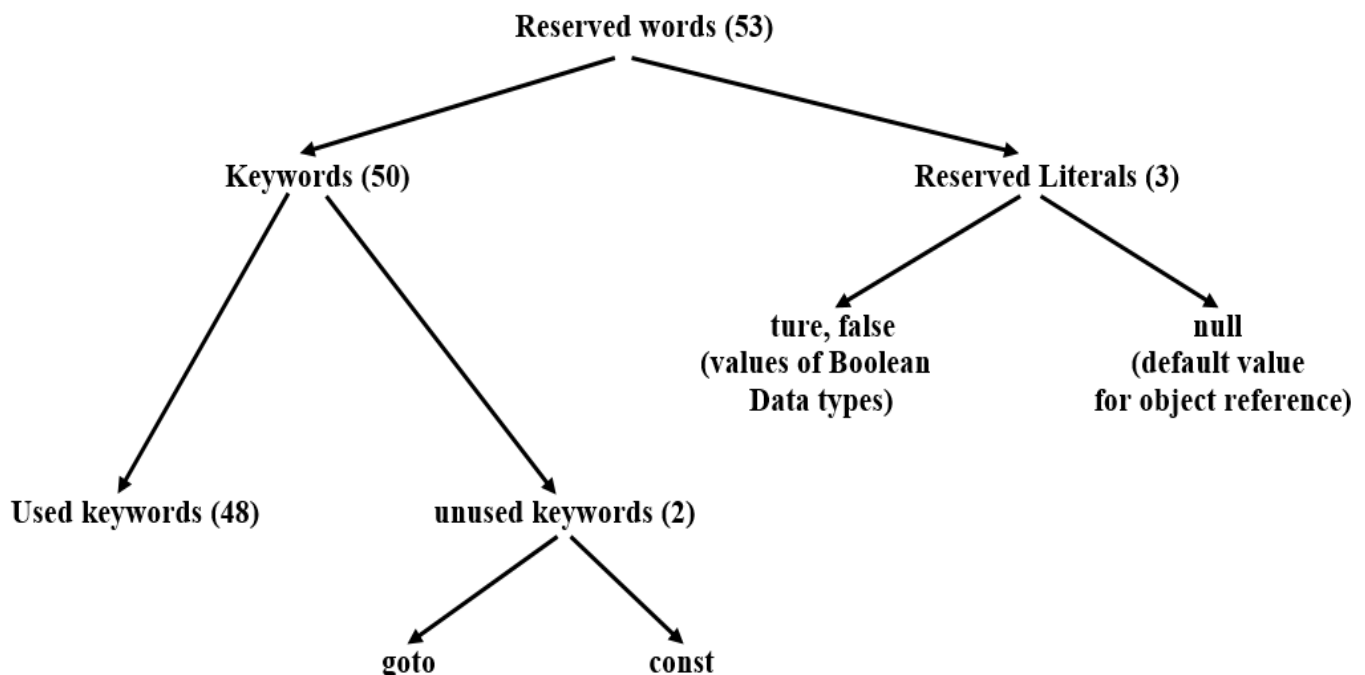 Reserved words (53)
Keywords (50)
Reserved Literals (3)
ture, false
(values of Boolean
Data types)
null
(default value
for object reference)
Used keywords (48)
unused keywords (2)
goto
const